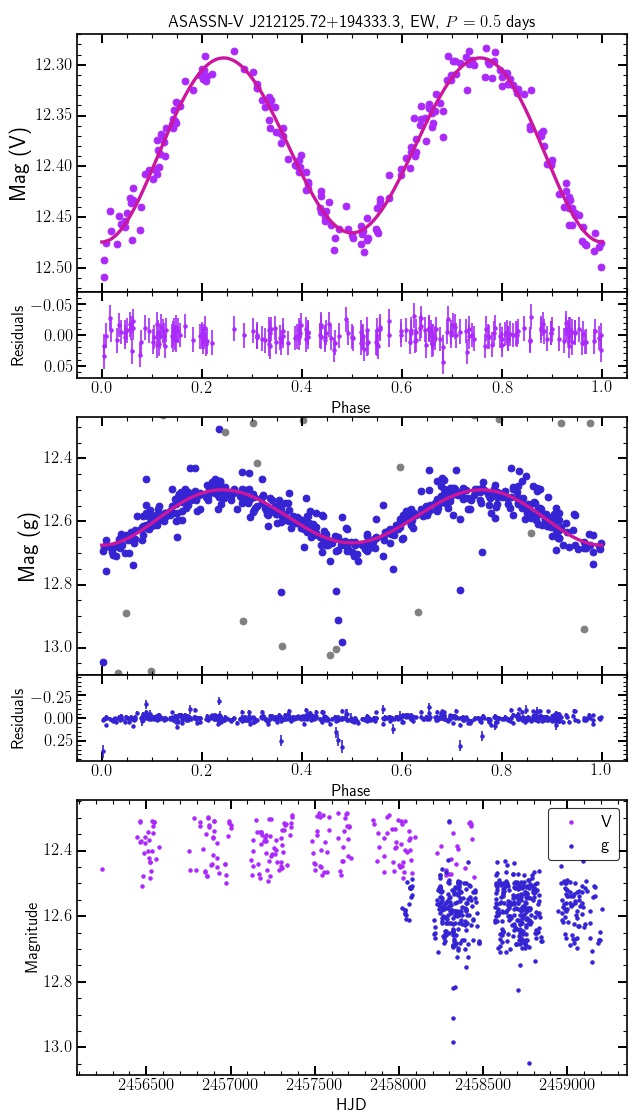 ASASSN-V J212125.72+194333.3, EW, P = 0.5 days
12.30
12.35
12.40
12.45
12.50
Mag (V)
−0.05
0.00
0.05
Residuals
0.0 0.2 0.4 0.6 0.8 1.0
Phase
12.4
12.6
12.8
13.0
Mag (g)
−0.25
0.00
0.25
Residuals
0.0 0.2 0.4 0.6 0.8 1.0
Phase
V
g
12.4
12.6
12.8
13.0
Magnitude
2456500 2457000 2457500 2458000 2458500 2459000
HJD